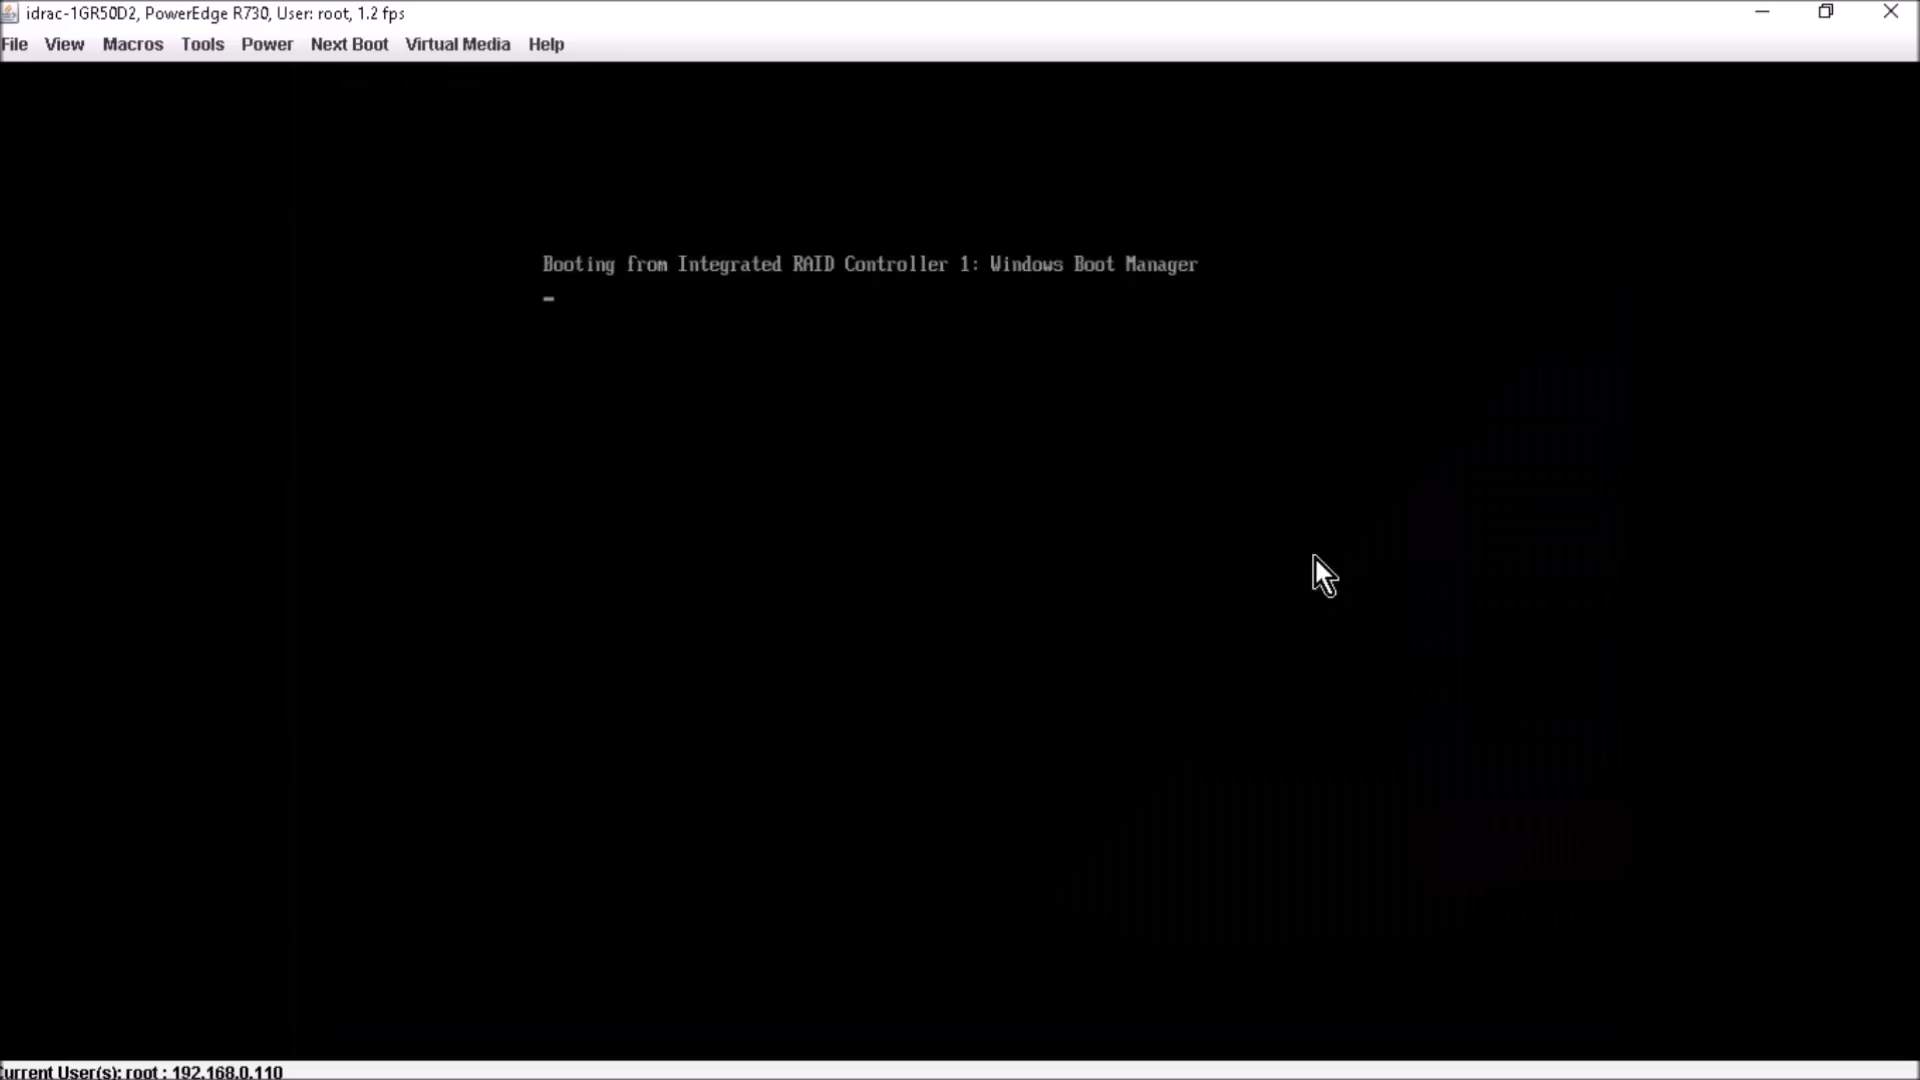 idrac-1GR50D2, PowerEdge R730, User: root, 1.2 fps
File View Macros Tools Power Next Boot Virtual Media Help
Booting from Integrated RAID Controller 1: Windows Boot Manager
urrent User(s): root : 192.168.0.110